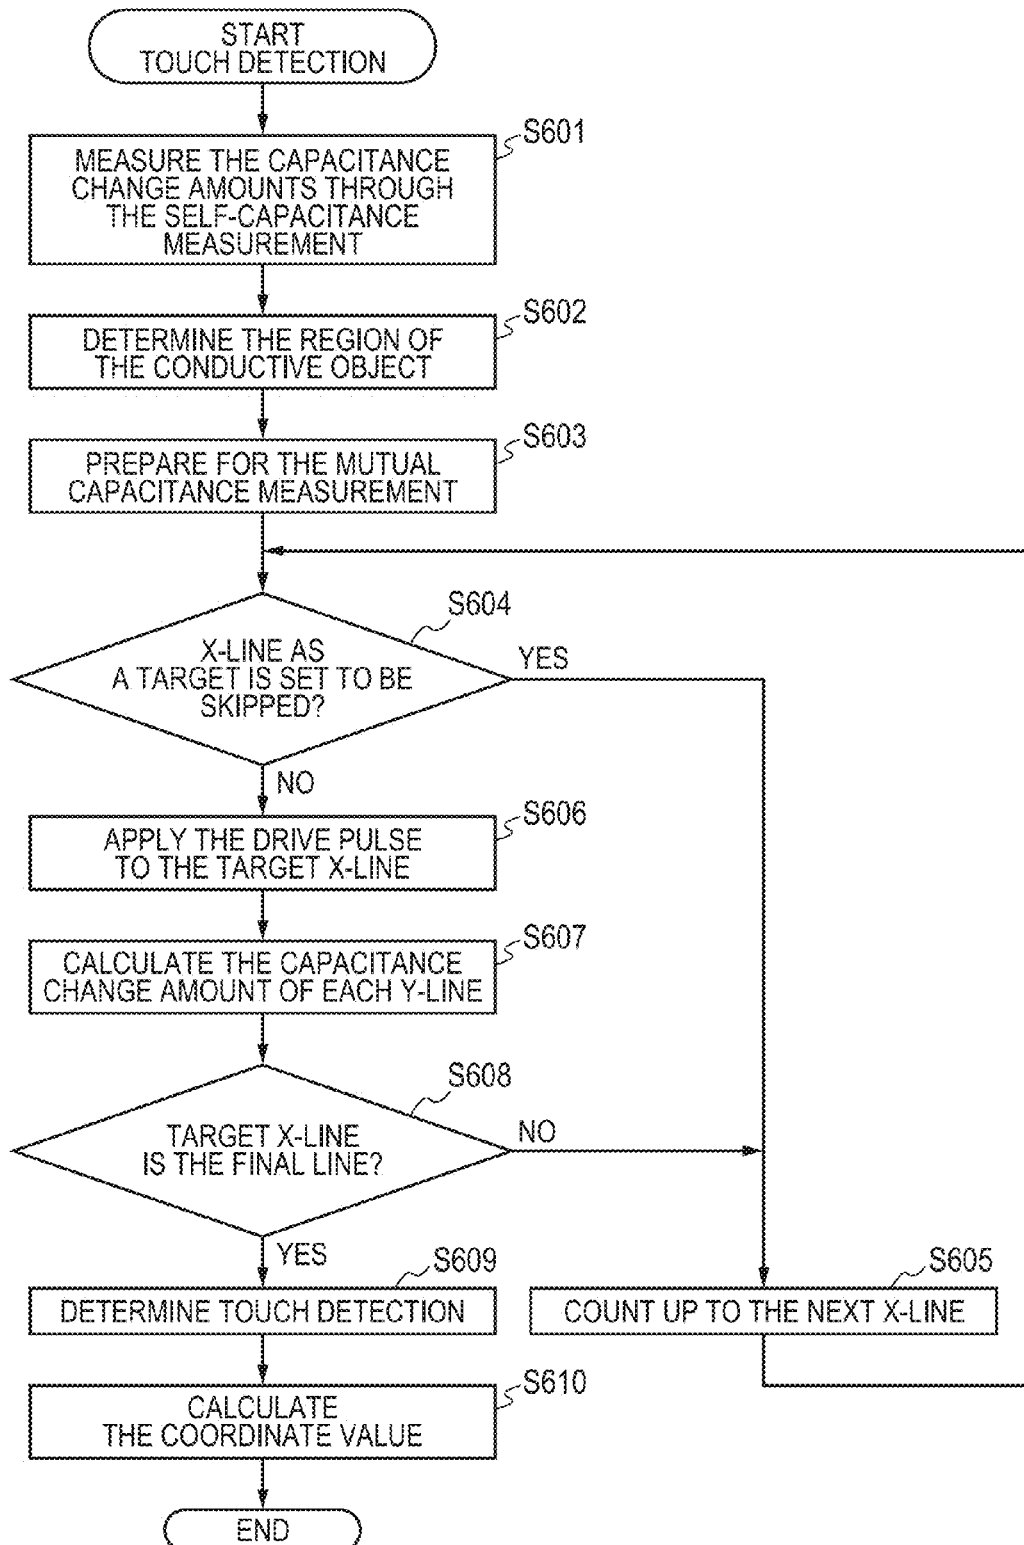 START
TOUCH DETECTION
S601
MEASURE THE CAPACITANCE
CHANGE AMOUNTS THROUGH
THE SELF-CAPACITANCE
MEASUREMENT
S602
DETERMINE THE REGION OF
THE CONDUCTIVE OBJECT
S603
PREPARE FOR THE MUTUAL
CAPACITANCE MEASUREMENT
S604
X-LINE AS
A TARGET IS SET TO BE
SKIPPED?
YES
NO
S606
APPLY THE DRIVE PULSE
TO THE TARGET X-LINE
S607
CALCULATE THE CAPACITANCE
CHANGE AMOUNT OF EACH Y-LINE
S608
TARGET X-LINE
IS THE FINAL LINE?
NO
YES
S609
DETERMINE TOUCH DETECTION
S605
COUNT UP TO THE NEXT X-LINE
S610
CALCULATE
THE COORDINATE VALUE
END